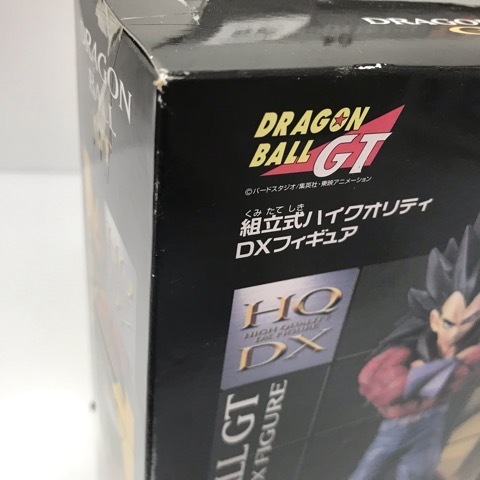 DRAGON
DRAGON
DRAGON
BALL GT
©バードスタジオ/集英社・東映アニメーション
くみ たて しき
組立式ハイクオリティ
DXフィギュア
HQ
HIGH QUALITY
DX FIGURE
DX
ALL GT
X FIGURE